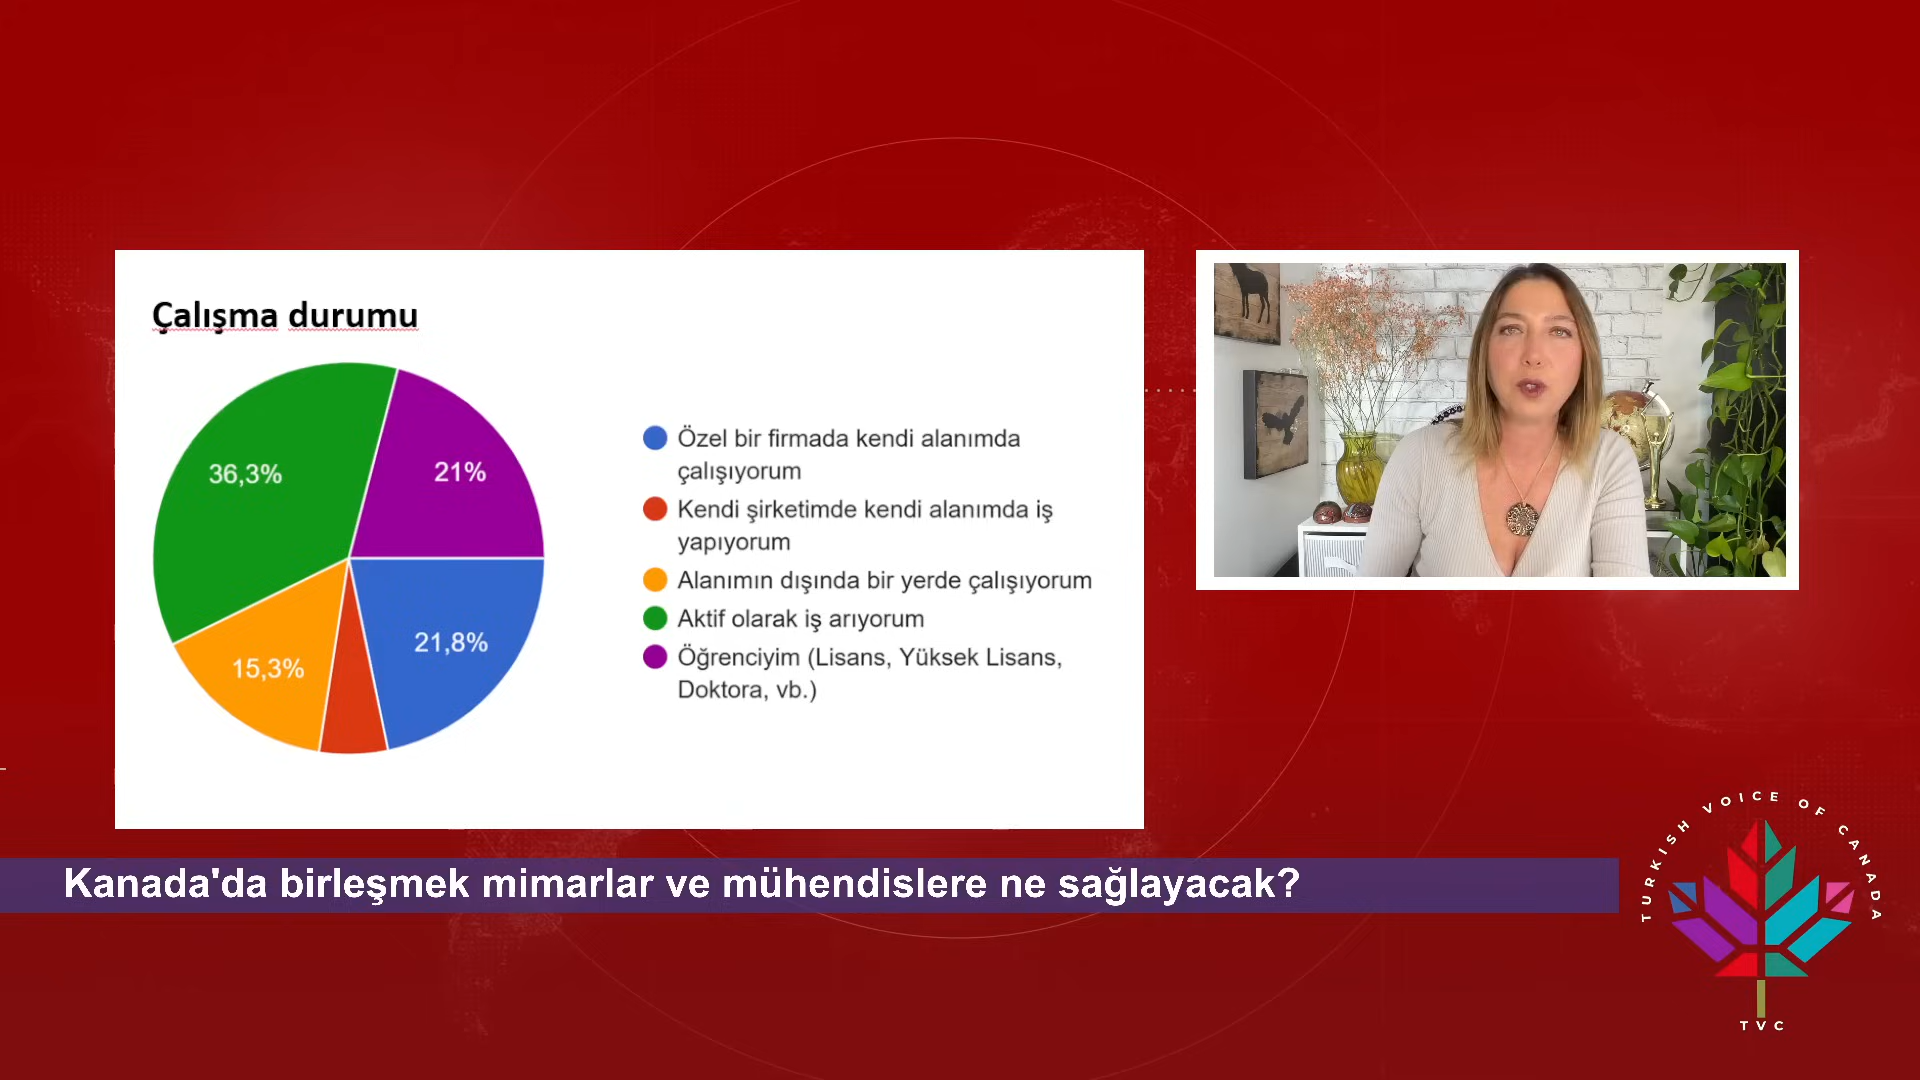 Çalışma durumu
36,3%
21%
15,3%
21,8%
Özel bir firmada kendi alanımda
çalışıyorum
Kendi şirketimde kendi alanımda iş
yapıyorum
Alanımın dışında bir yerde çalışıyorum
Aktif olarak iş arıyorum
Öğrenciyim (Lisans, Yüksek Lisans,
Doktora, vb.)
Kanada'da birleşmek mimarlar ve mühendislere ne sağlayacak?
TURKISH VOICE OF CANADA
TVC